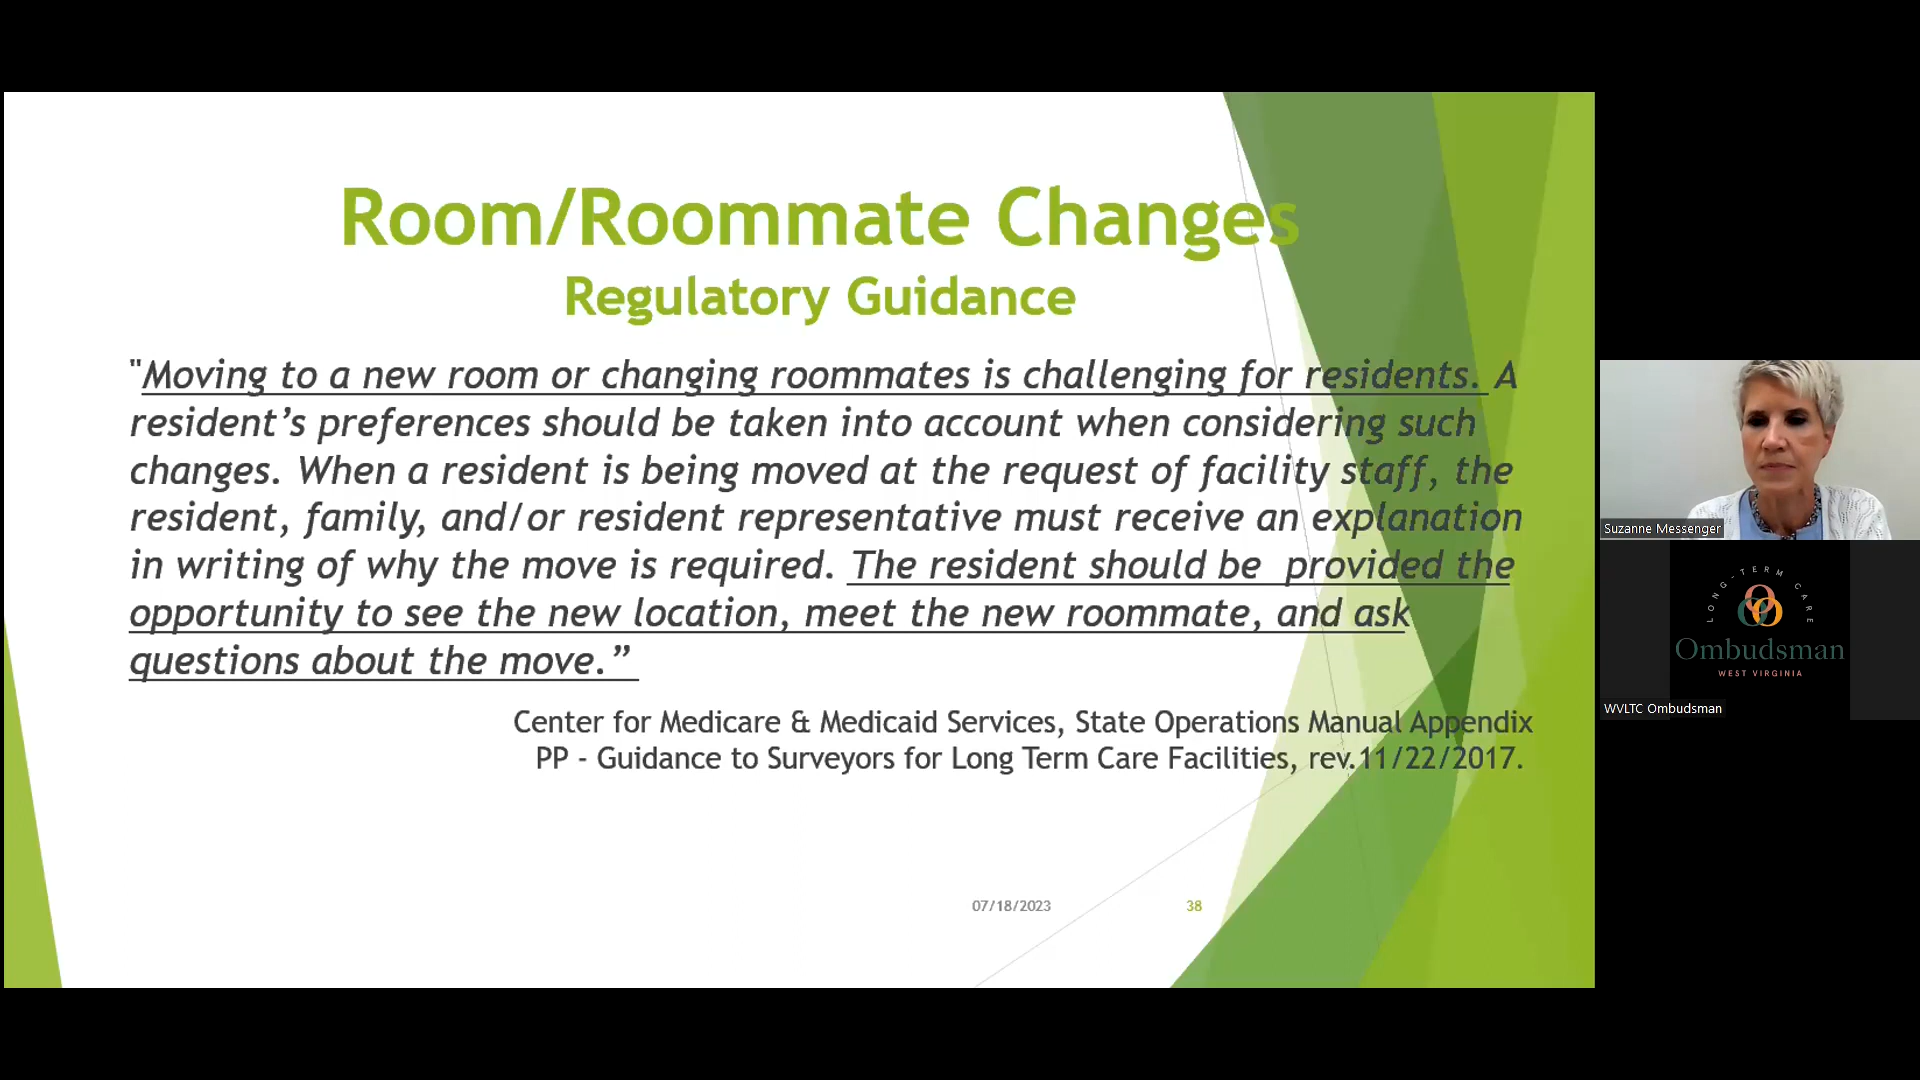 Room/Roommate Changes
Regulatory Guidance
"Moving to a new room or changing roommates is challenging for residents. A
resident’s preferences should be taken into account when considering such
changes. When a resident is being moved at the request of facility staff, the
resident, family, and/or resident representative must receive an explanation
in writing of why the move is required. The resident should be  provided the
opportunity to see the new location, meet the new roommate, and ask
questions about the move.”
Center for Medicare & Medicaid Services, State Operations Manual Appendix
PP - Guidance to Surveyors for Long Term Care Facilities, rev.11/22/2017.
07/18/2023
38
Suzanne Messenger
LONG-TERM CARE
Ombudsman
WEST VIRGINIA
WVLTC Ombudsman